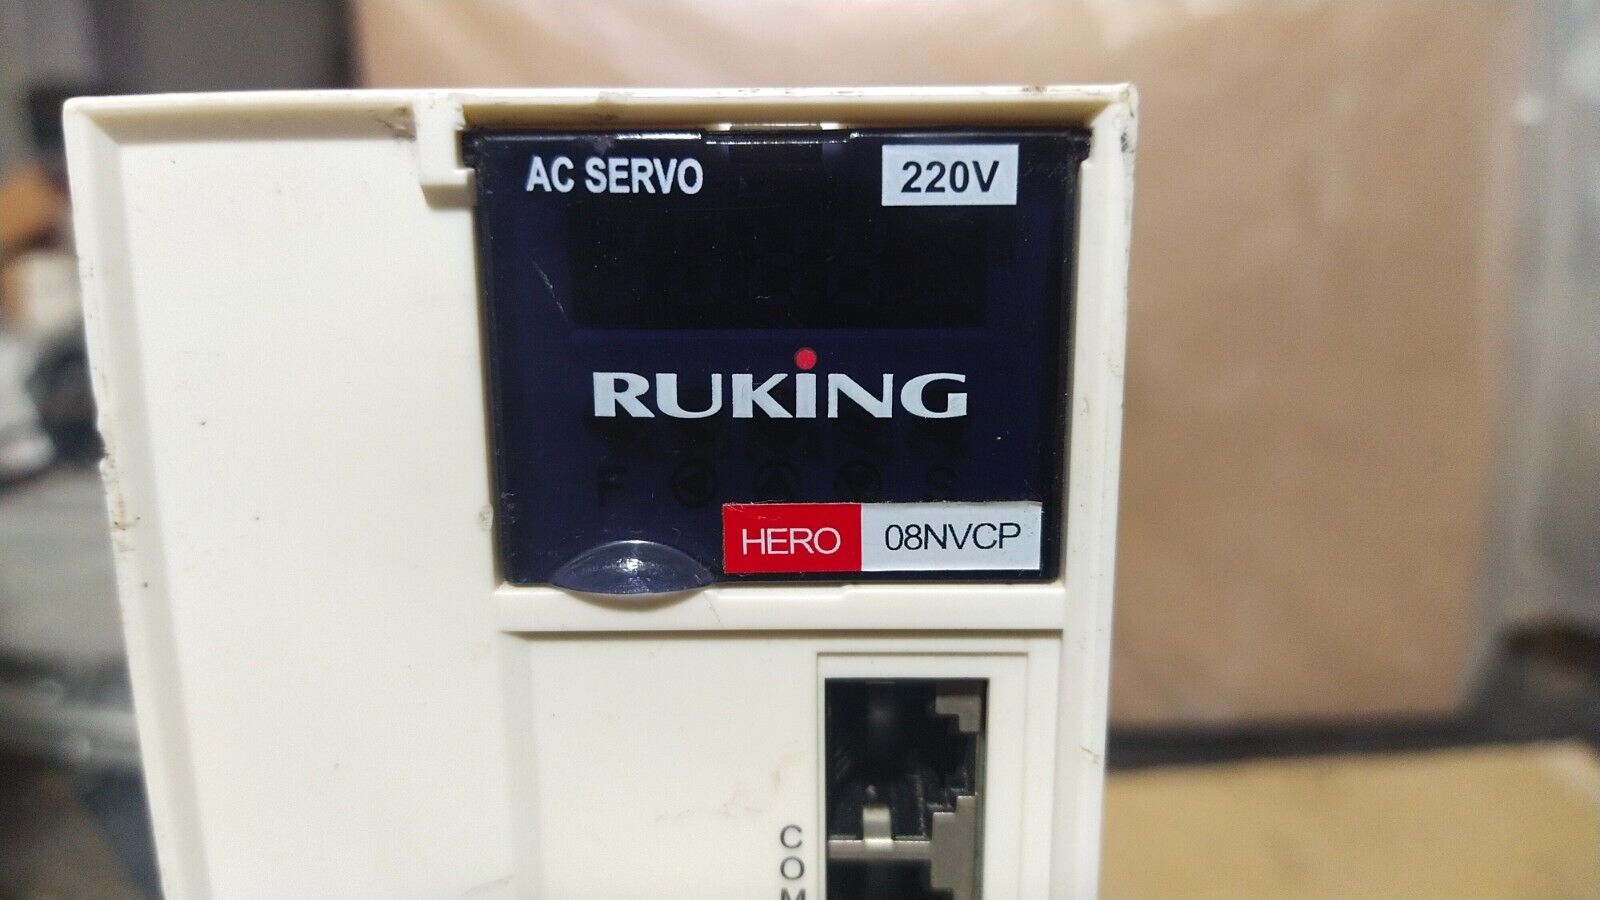 AC SERVO 220V
RUKING
F S
HERO 08NVCP
COM